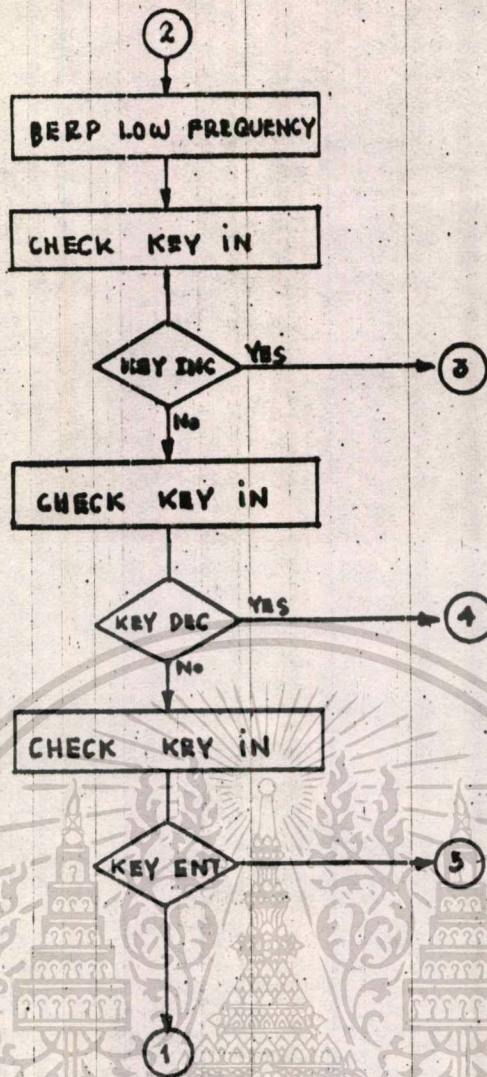 2
BERP LOW FREQUENCY
CHECK KEY iN
KEY INC
YES
3
No
CHECK KEY iN
KEY DEC
YES
4
No
CHECK KEY iN
KEY ENT
5
1